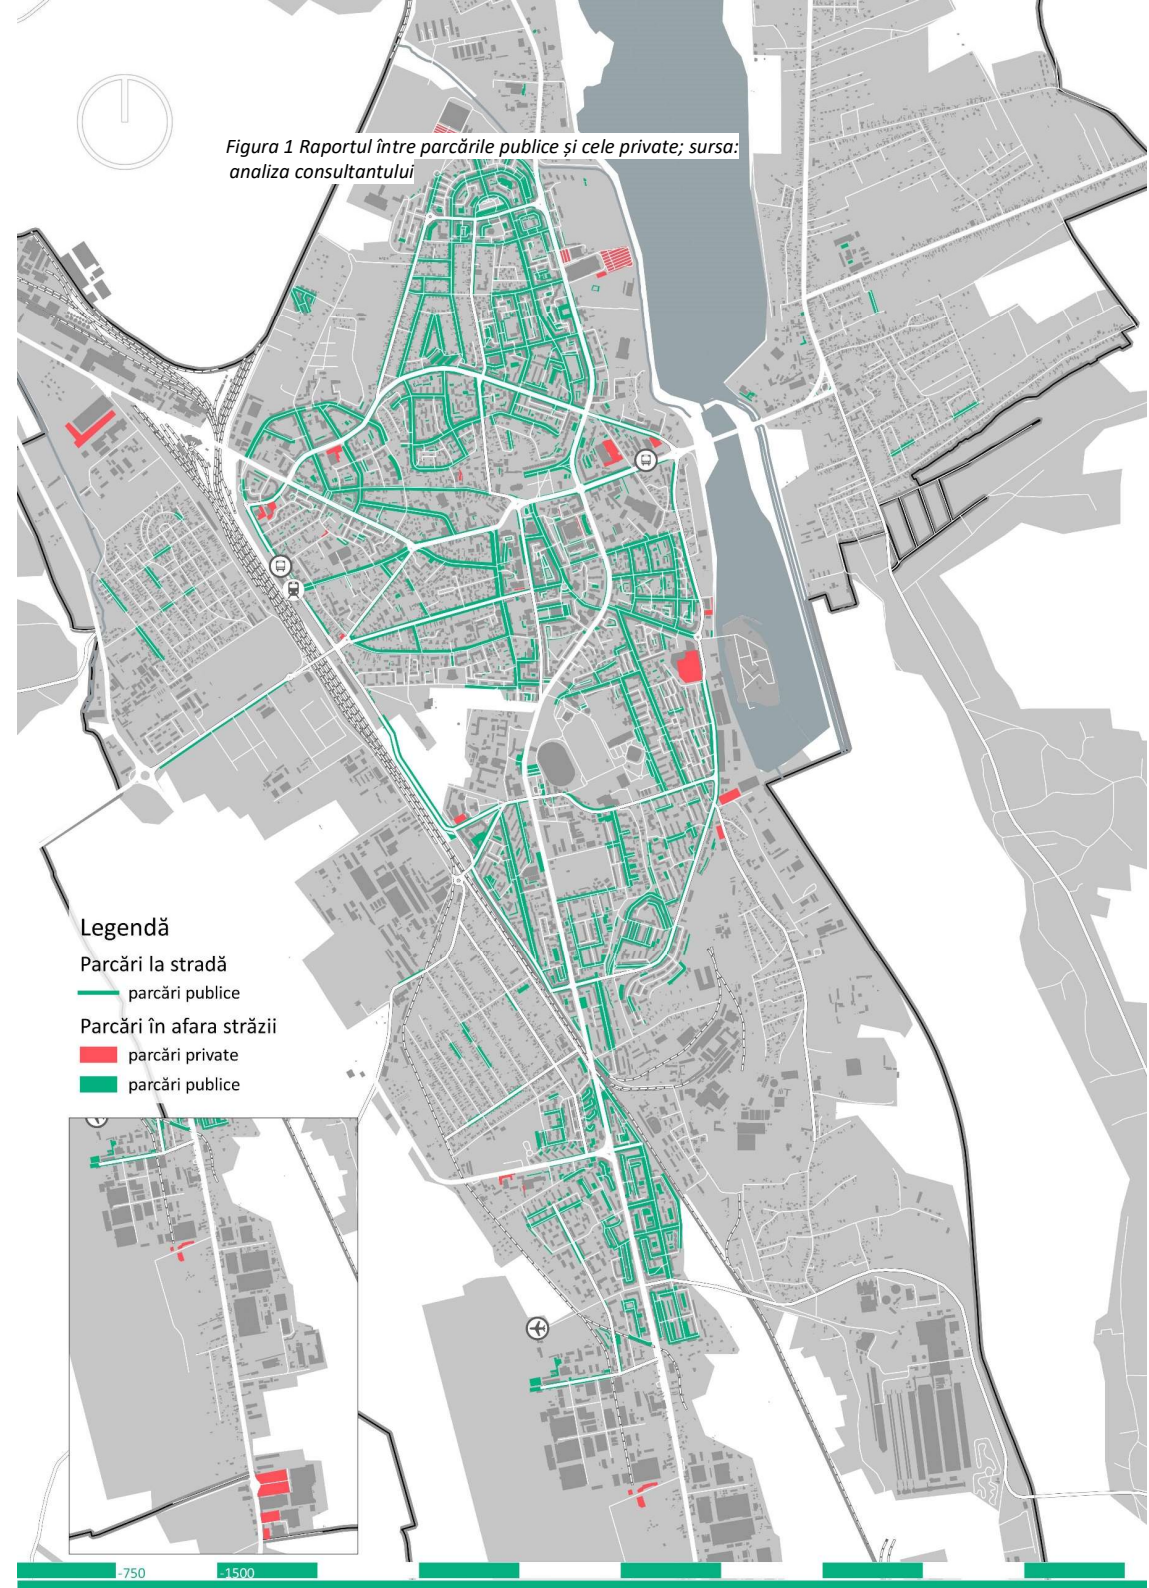 Figura 1 Raportul între parcările publice și cele private; sursa:
analiza consultantului
Legendă
Parcări la stradă
parcări publice
Parcări în afara străzii
parcări private
parcări publice
-750
-1500